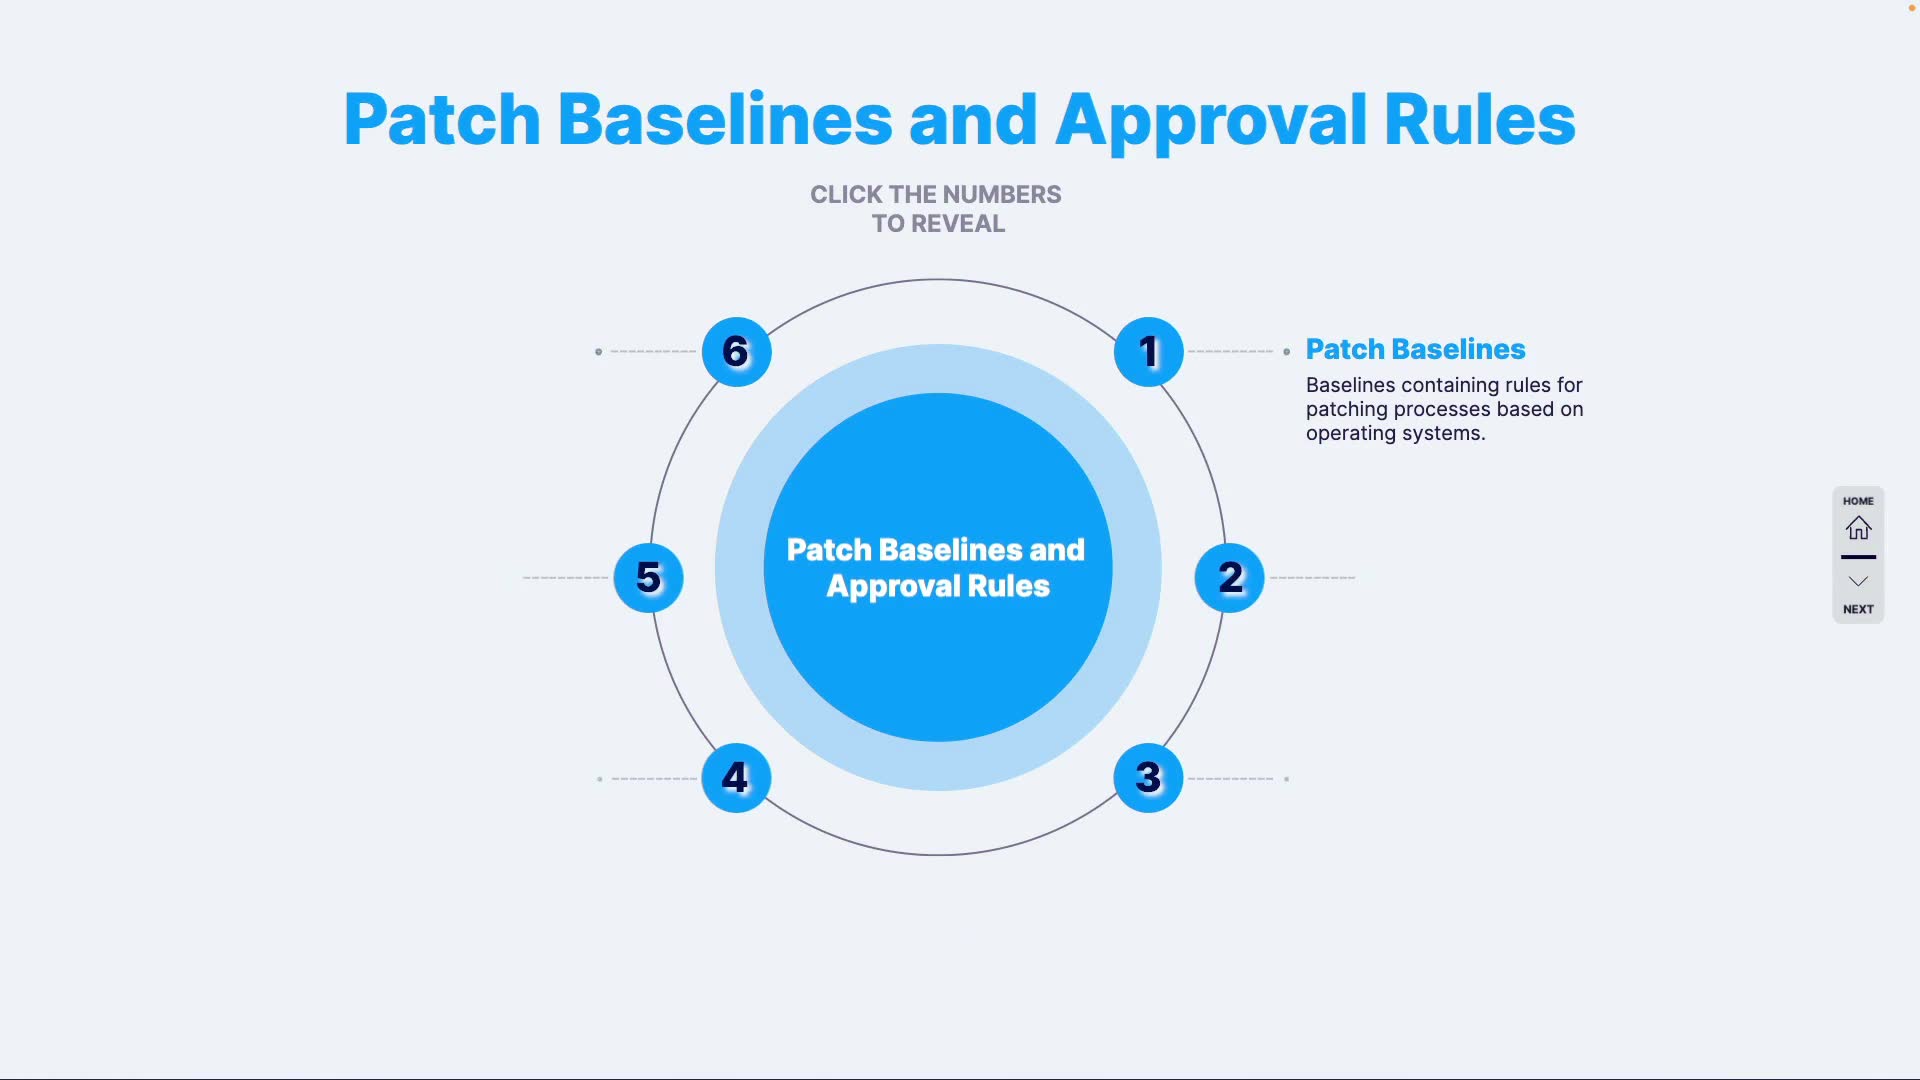 Patch Baselines and Approval Rules
CLICK THE NUMBERS
TO REVEAL
6
1
Patch Baselines
Baselines containing rules for
patching processes based on
operating systems.
HOME
Patch Baselines and
Approval Rules
5
2
NEXT
4
3